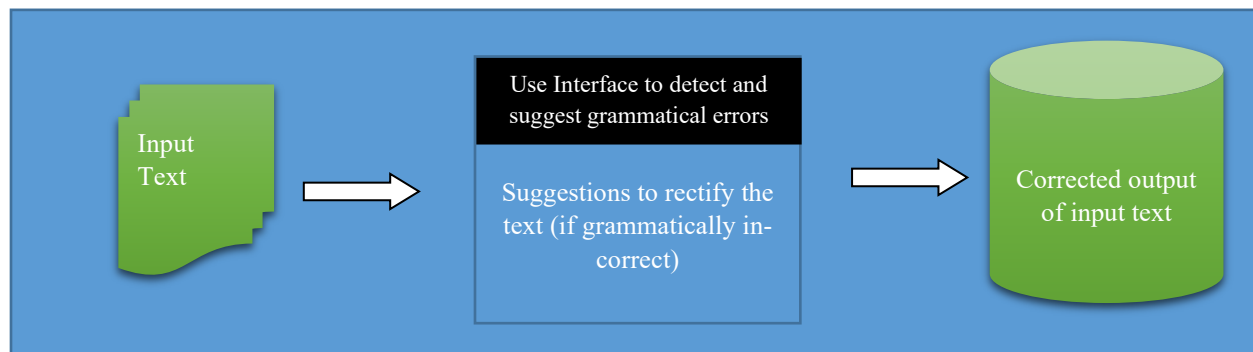 Input
Text
Use Interface to detect and
suggest grammatical errors
Suggestions to rectify the
text (if grammatically in-
correct)
Corrected output
of input text